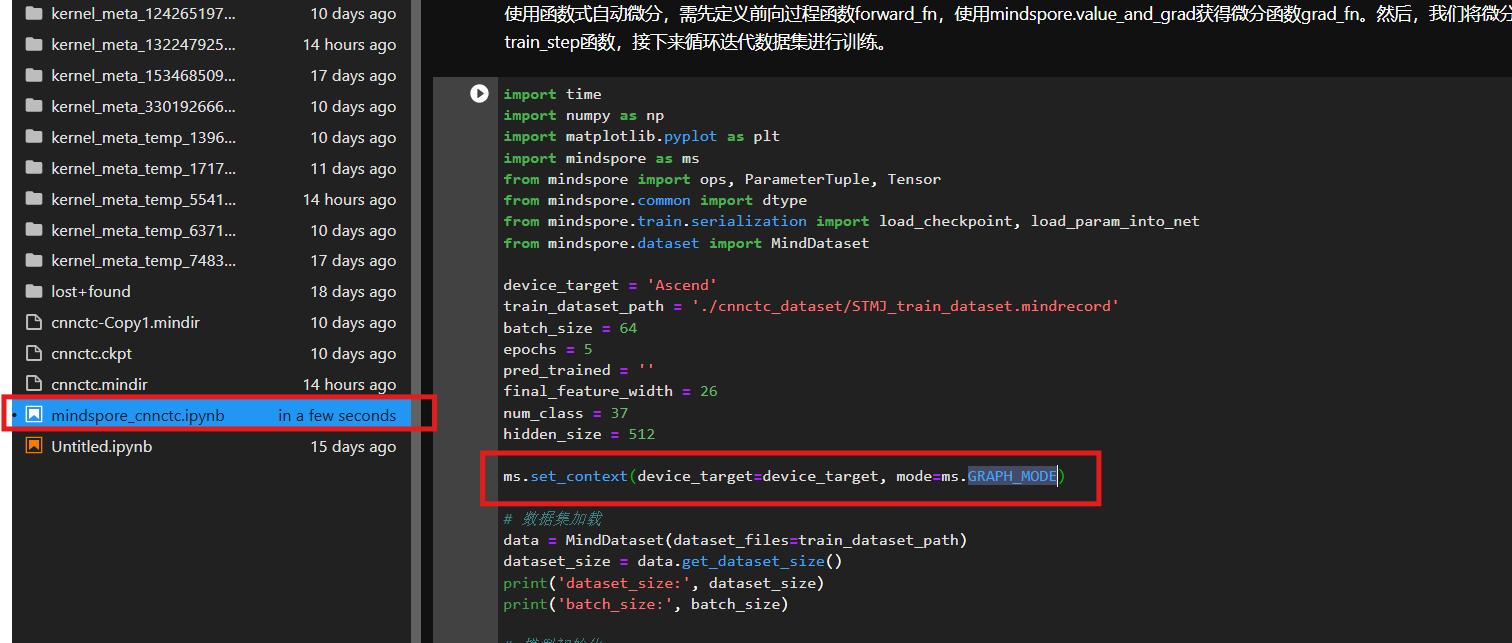 kernel_meta_124265197... 10 days ago
kernel_meta_132247925... 14 hours ago
kernel_meta_153468509... 17 days ago
kernel_meta_330192666... 10 days ago
kernel_meta_temp_1396... 10 days ago
kernel_meta_temp_1717... 11 days ago
kernel_meta_temp_5541... 14 hours ago
kernel_meta_temp_6371... 10 days ago
kernel_meta_temp_7483... 17 days ago
lost+found 18 days ago
cnnctc-Copy1.mindir 10 days ago
cnnctc.ckpt 10 days ago
cnnctc.mindir 14 hours ago
mindspore_cnnctc.ipynb in a few seconds
Untitled.ipynb 15 days ago
使用函数式自动微分，需先定义前向过程函数forward_fn，使用mindspore.value_and_grad获得微分函数grad_fn。然后，我们将微分
train_step函数，接下来循环迭代数据集进行训练。
import time
import numpy as np
import matplotlib.pyplot as plt
import mindspore as ms
from mindspore import ops, ParameterTuple, Tensor
from mindspore.common import dtype
from mindspore.train.serialization import load_checkpoint, load_param_into_net
from mindspore.dataset import MindDataset
device_target = 'Ascend'
train_dataset_path = './cnnctc_dataset/STMJ_train_dataset.mindrecord'
batch_size = 64
epochs = 5
pred_trained = ''
final_feature_width = 26
num_class = 37
hidden_size = 512
ms.set_context(device_target=device_target, mode=ms.GRAPH_MODE)
# 数据集加载
data = MindDataset(dataset_files=train_dataset_path)
dataset_size = data.get_dataset_size()
print('dataset_size:', dataset_size)
print('batch_size:', batch_size)